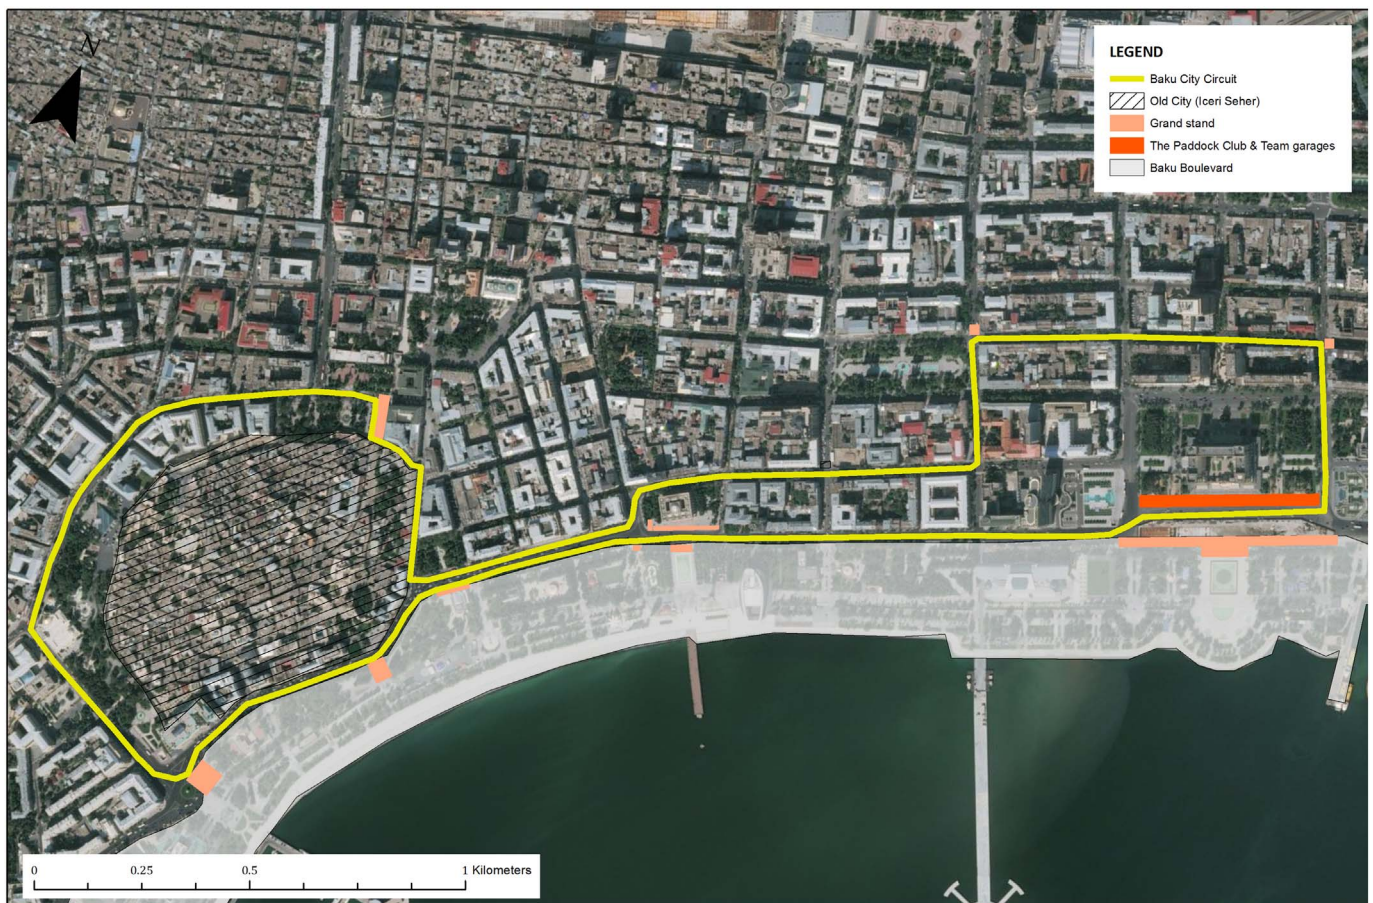 N
LEGEND
Baku City Circuit
Old City (Iceri Seher)
Grand stand
The Paddock Club & Team garages
Baku Boulevard
0 0.25 0.5 1 Kilometers